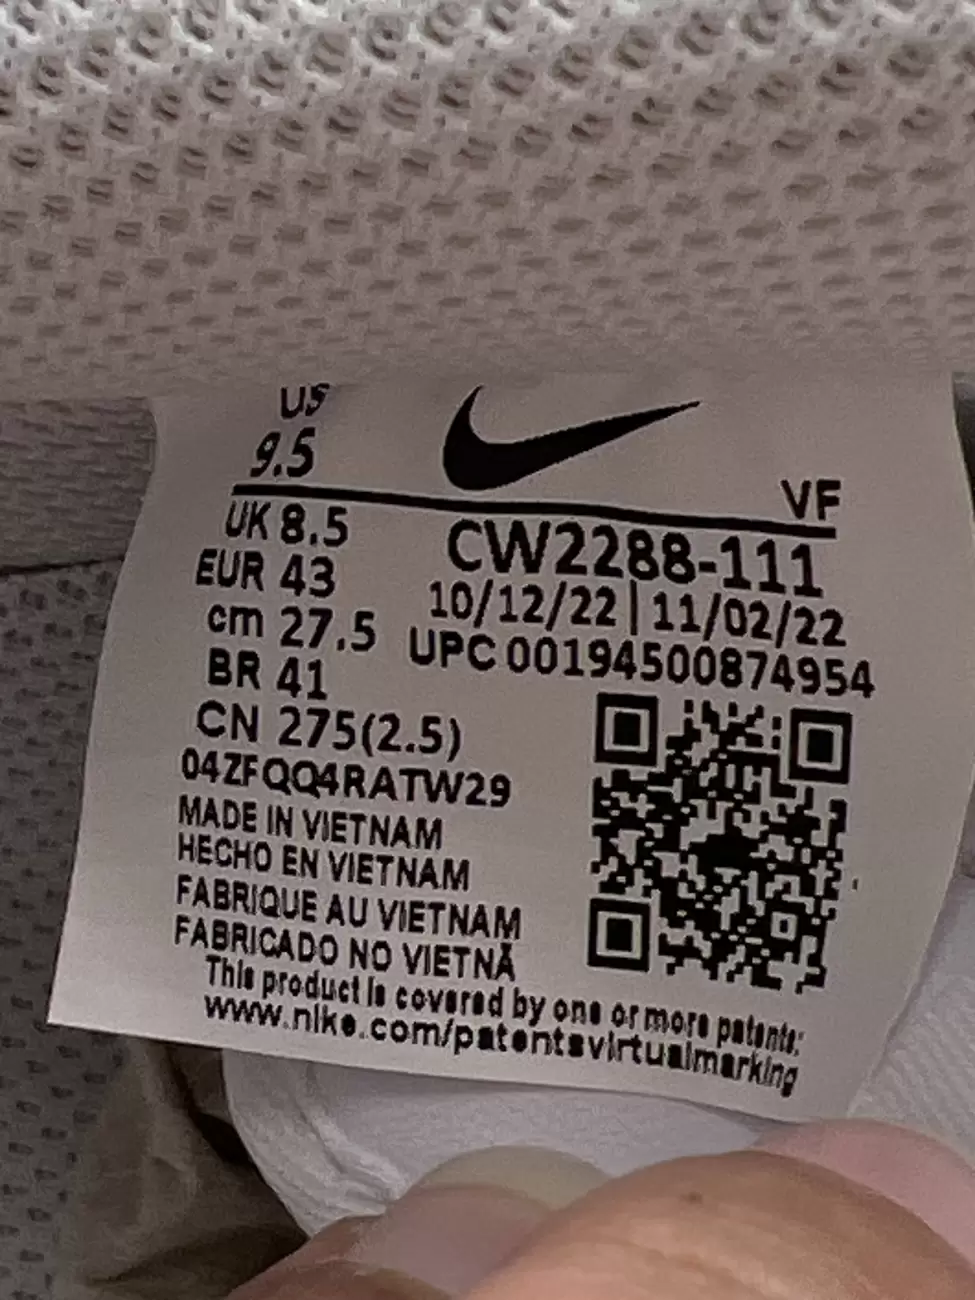 US
9.5
VF
UK 8.5
CW2288-111
EUR 43
10/12/22 | 11/02/22
cm 27.5
UPC 00194500874954
BR 41
CN 275(2.5)
04ZFQQ4RATW29
MADE IN VIETNAM
HECHO EN VIETNAM
FABRIQUE AU VIETNAM
FABRICADO NO VIETNÃ
This product is covered by one or more patents:
www.nike.com/patentsvirtualmarking